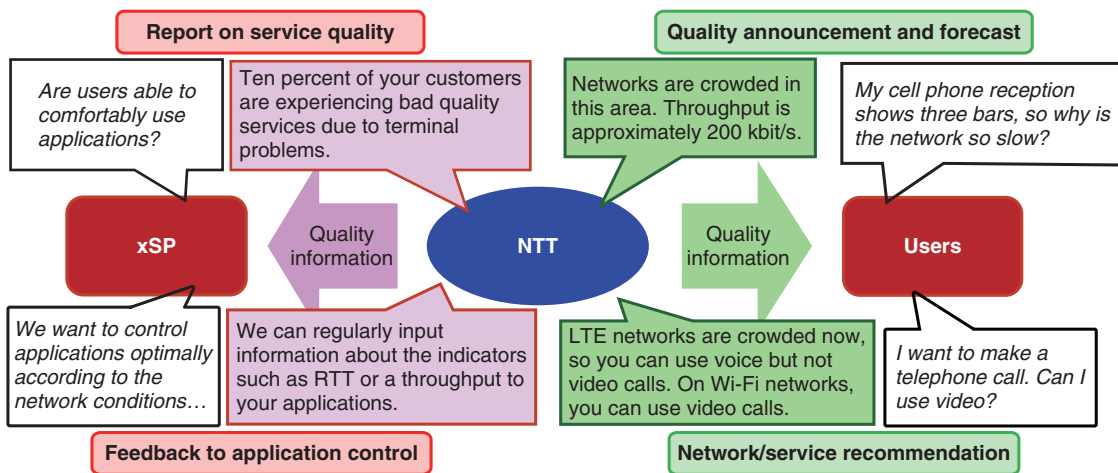 Report on service quality
Quality announcement and forecast
Are users able to
comfortably use
applications?
Ten percent of your customers
are experiencing bad quality
services due to terminal
problems.
Networks are crowded in
this area. Throughput is
approximately 200 kbit/s.
My cell phone reception
shows three bars, so why is
the network so slow?
xSP
Quality
information
NTT
Quality
information
Users
We want to control
applications optimally
according to the
network conditions…
We can regularly input
information about the indicators
such as RTT or a throughput to
your applications.
LTE networks are crowded now,
so you can use voice but not
video calls. On Wi-Fi networks,
you can use video calls.
I want to make a
telephone call. Can I
use video?
Feedback to application control
Network/service recommendation